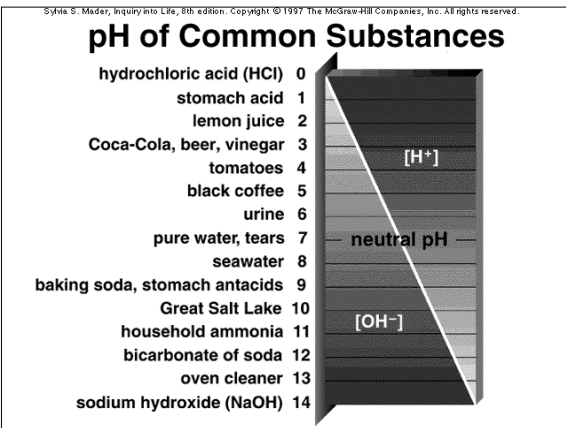 Sylvia S. Mader, Inquiry into Life, 8th edition. Copyright © 1997 The McGraw-Hill Companies, Inc. All rights reserved.
pH of Common Substances
hydrochloric acid (HCl) 0
stomach acid 1
lemon juice 2
Coca-Cola, beer, vinegar 3
[H⁺]
tomatoes 4
black coffee 5
urine 6
pure water, tears 7 neutral pH
seawater 8
baking soda, stomach antacids 9
Great Salt Lake 10
[OH⁻]
household ammonia 11
bicarbonate of soda 12
oven cleaner 13
sodium hydroxide (NaOH) 14